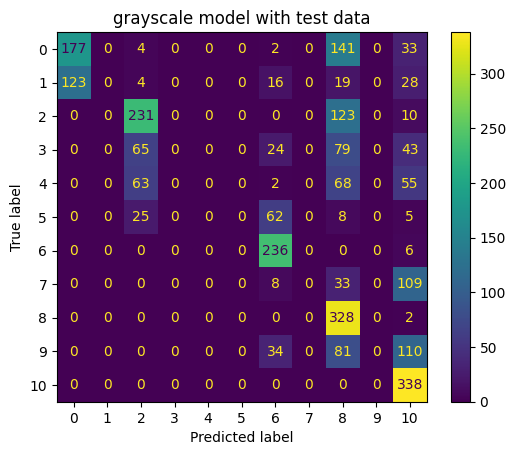 grayscale model with test data
0 177 0 4 0 0 0 2 0 141 0 33
1 123 0 4 0 0 0 16 0 19 0 28
2 0 0 231 0 0 0 0 0 123 0 10
3 0 0 65 0 0 0 24 0 79 0 43
4 0 0 63 0 0 0 2 0 68 0 55
5 0 0 25 0 0 0 62 0 8 0 5
6 0 0 0 0 0 0 236 0 0 0 6
7 0 0 0 0 0 0 8 0 33 0 109
8 0 0 0 0 0 0 0 0 328 0 2
9 0 0 0 0 0 0 34 0 81 0 110
10 0 0 0 0 0 0 0 0 0 0 338
0 1 2 3 4 5 6 7 8 9 10
Predicted label
True label
300
250
200
150
100
50
0